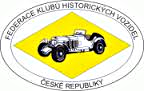 FEDERACE KLUBŮ HISTORICKÝCH VOZIDEL
ČESKÉ REPUBLIKY